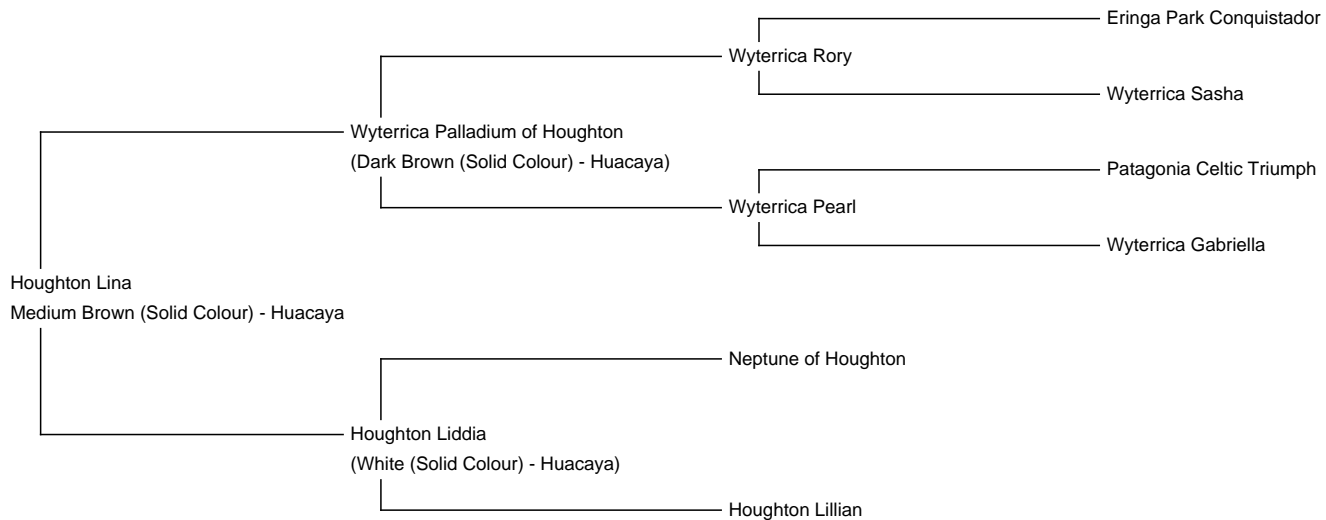 Eringa Park Conquistador
Wyterrica Rory
Wyterrica Sasha
Wyterrica Palladium of Houghton
(Dark Brown (Solid Colour) - Huacaya)
Patagonia Celtic Triumph
Wyterrica Pearl
Wyterrica Gabriella
Houghton Lina
Medium Brown (Solid Colour) - Huacaya
Neptune of Houghton
Houghton Liddia
(White (Solid Colour) - Huacaya)
Houghton Lillian